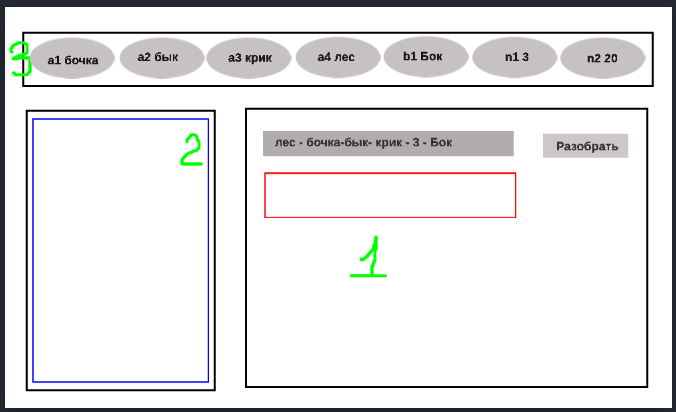 3
a1 бочка
a2 бык
a3 крик
a4 лес
b1 Бок
n1 3
n2 20
2
лес - бочка-бык- крик - 3 - Бок
Разобрать
1